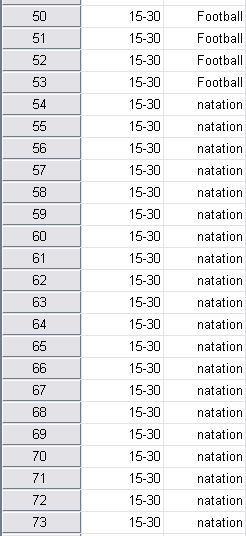 50 15-30 Football
51 15-30 Football
52 15-30 Football
53 15-30 Football
54 15-30 natation
55 15-30 natation
56 15-30 natation
57 15-30 natation
58 15-30 natation
59 15-30 natation
60 15-30 natation
61 15-30 natation
62 15-30 natation
63 15-30 natation
64 15-30 natation
65 15-30 natation
66 15-30 natation
67 15-30 natation
68 15-30 natation
69 15-30 natation
70 15-30 natation
71 15-30 natation
72 15-30 natation
73 15-30 natation